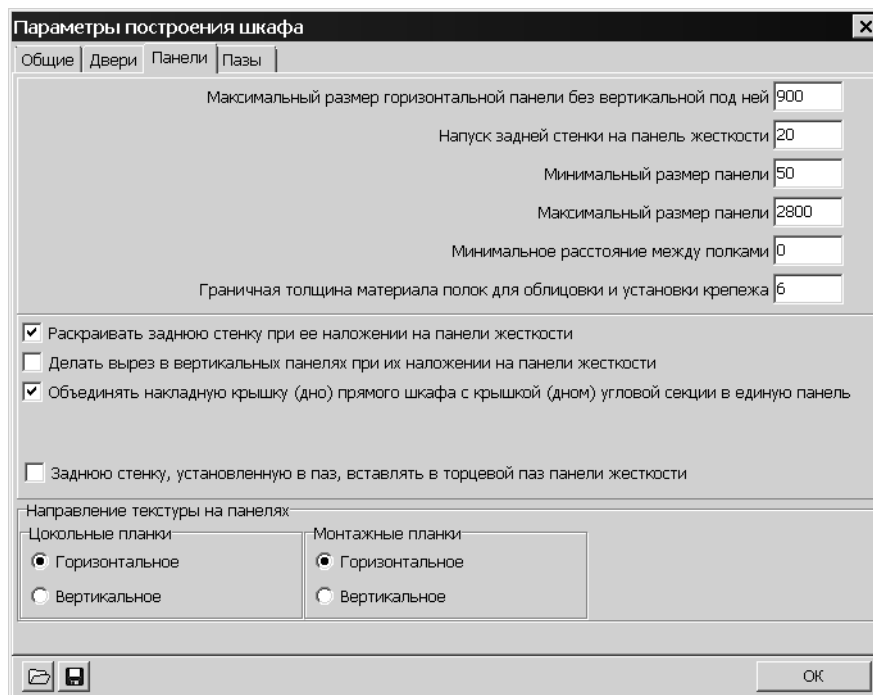 Параметры построения шкафа
Общие Двери Панели Пазы
Максимальный размер горизонтальной панели без вертикальной под ней 900
Напуск задней стенки на панель жесткости 20
Минимальный размер панели 50
Максимальный размер панели 2800
Минимальное расстояние между полками 0
Граничная толщина материала полок для облицовки и установки крепежа 6
Раскраивать заднюю стенку при ее наложении на панели жесткости
Делать вырез в вертикальных панелях при их наложении на панели жесткости
Объединять накладную крышку (дно) прямого шкафа с крышкой (дном) угловой секции в единую панель
Заднюю стенку, установленную в паз, вставлять в торцевой паз панели жесткости
Направление текстуры на панелях
Цокольные планки Монтажные планки
Горизонтальное Горизонтальное
Вертикальное Вертикальное
ОК